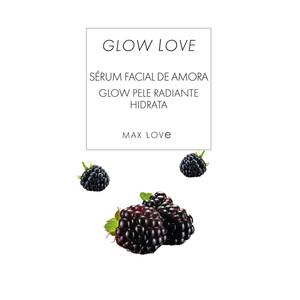 GLOW LOVE
SÉRUM FACIAL DE AMORA
GLOW PELE RADIANTE
HIDRATA
MAX LOVe